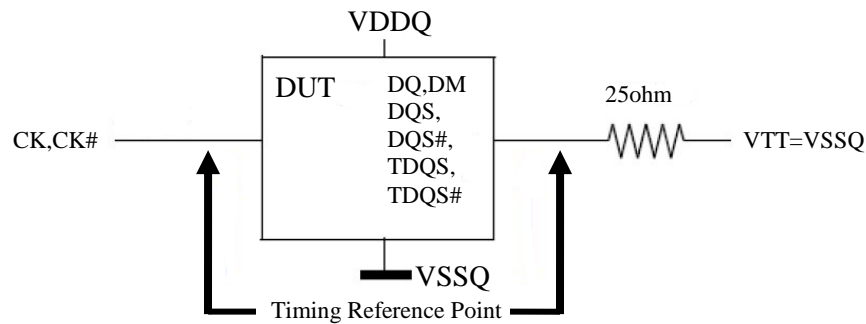 VDDQ
DUT
DQ,DM
DQS,
DQS#,
TDQS,
TDQS#
25ohm
CK,CK#
VTT=VSSQ
VSSQ
Timing Reference Point